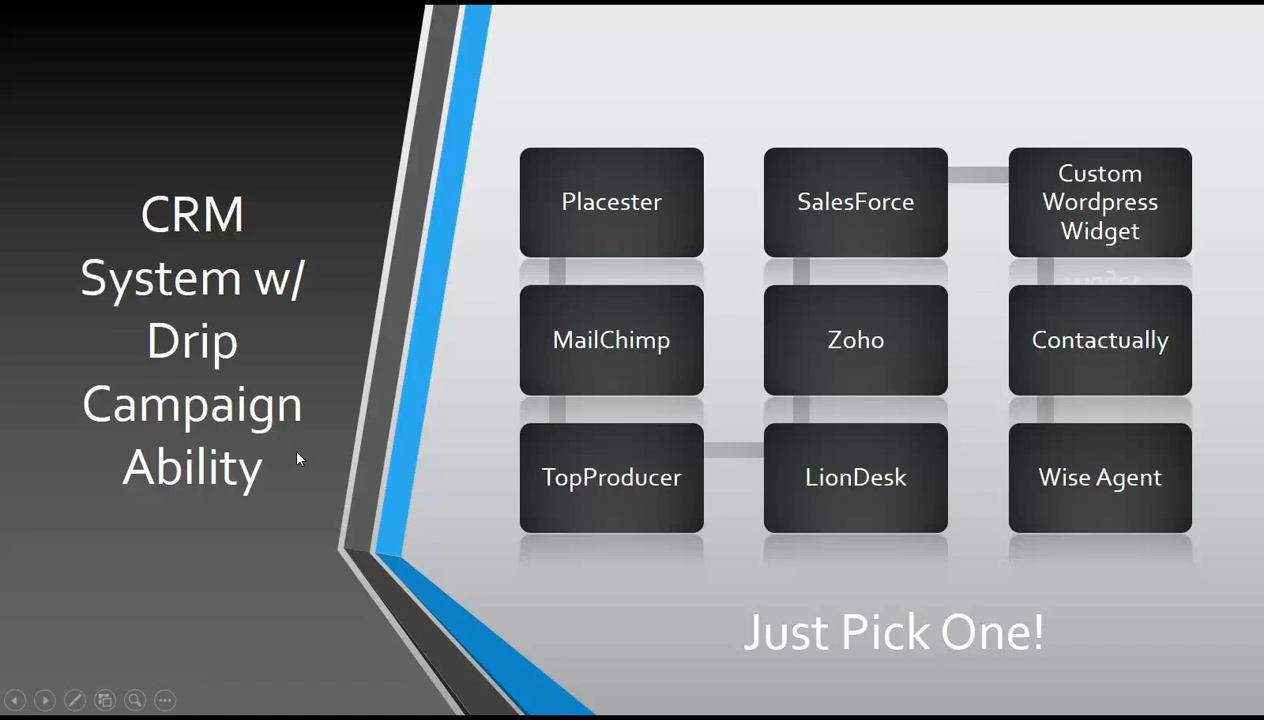 CRM
System w/
Drip
Campaign
Ability
Placester
MailChimp
TopProducer
LionDesk
Zoho
SalesForce
Custom
Wordpress
Widget
Contactually
Wise Agent
Just Pick One!